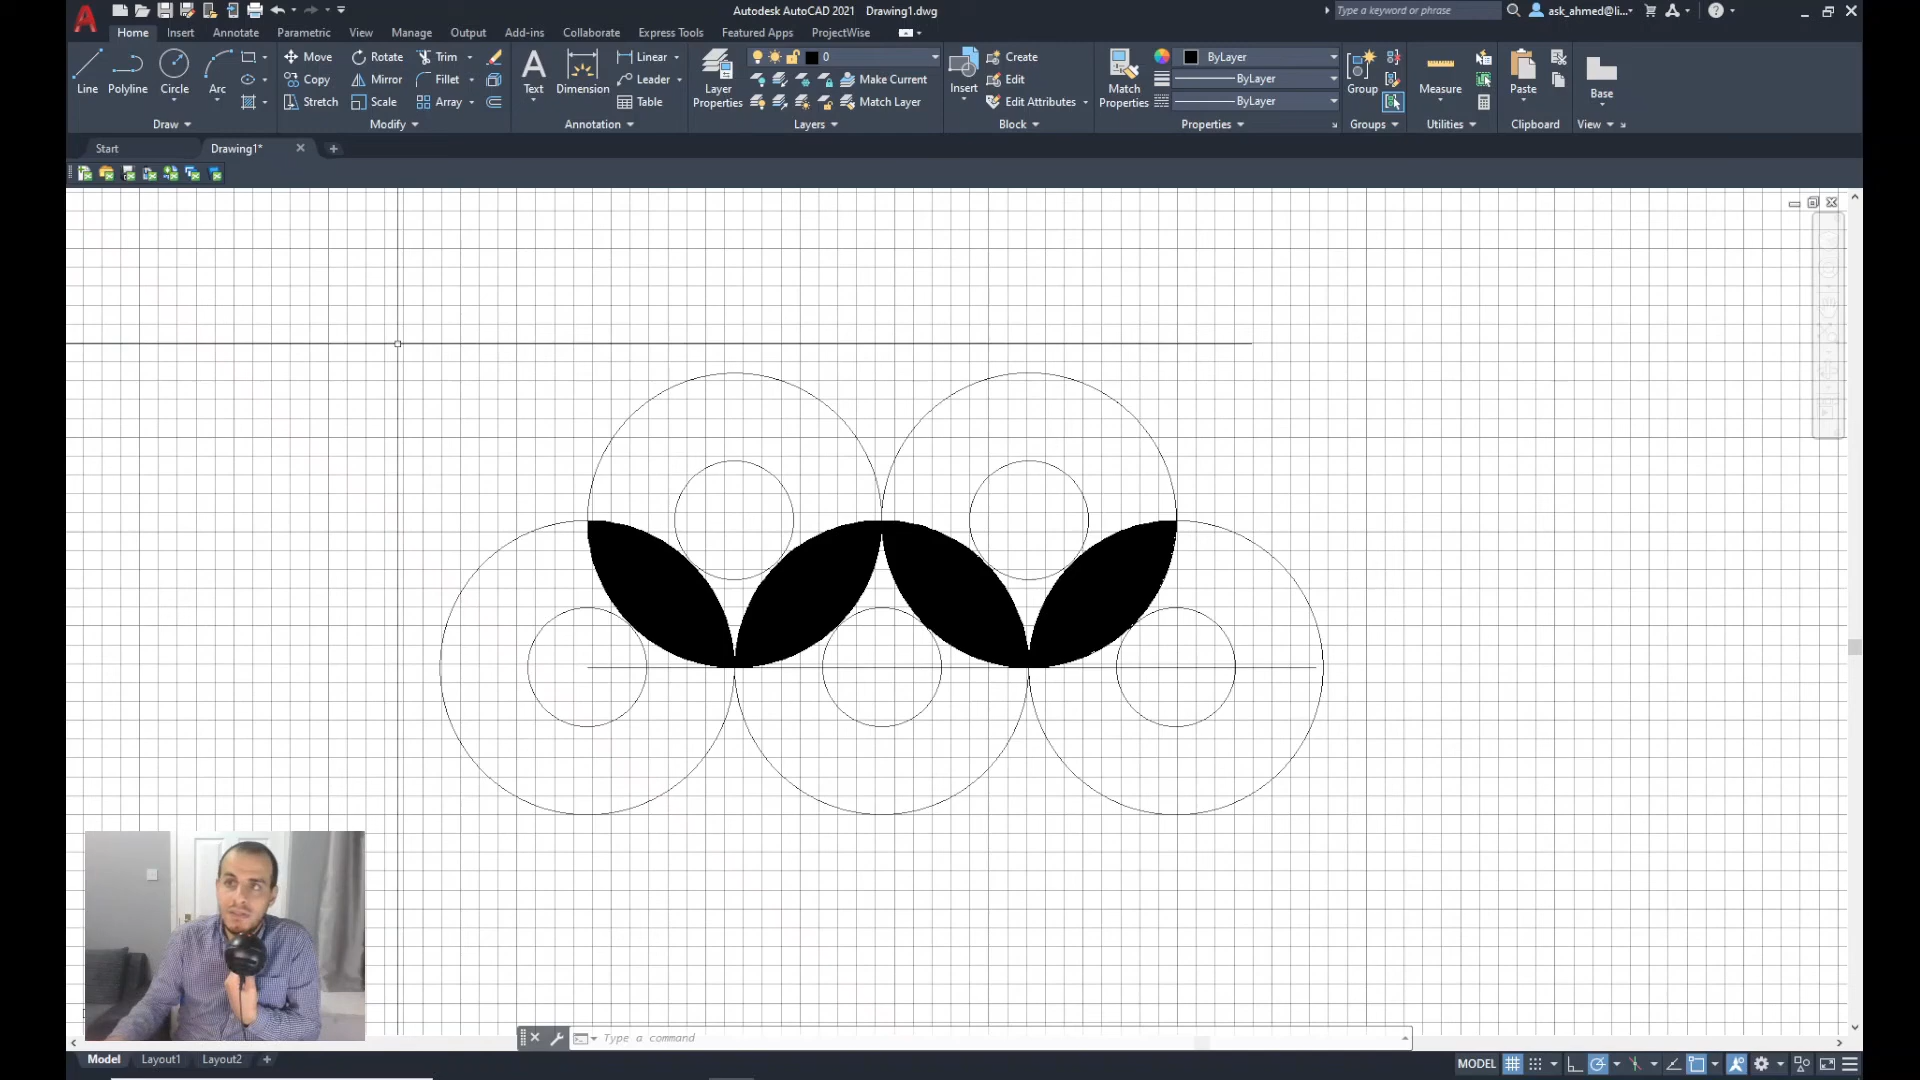 Autodesk AutoCAD 2021 Drawing1.dwg
Type a keyword or phrase
ask_ahmed@li...
Home Insert Annotate Parametric View Manage Output Add-ins Collaborate Express Tools Featured Apps ProjectWise
Line Polyline Circle Arc
Draw
Move Rotate Trim
Copy Mirror Fillet
Stretch Scale Array
Modify
Text Dimension
Linear
Leader
Table
Annotation
Layer Properties
0
Make Current
Match Layer
Layers
Insert
Create
Edit
Edit Attributes
Block
Match Properties
ByLayer
ByLayer
ByLayer
Properties
Group
Groups
Measure
Utilities
Paste
Clipboard
Base
View
Start Drawing1*
Type a command
Model Layout1 Layout2
MODEL